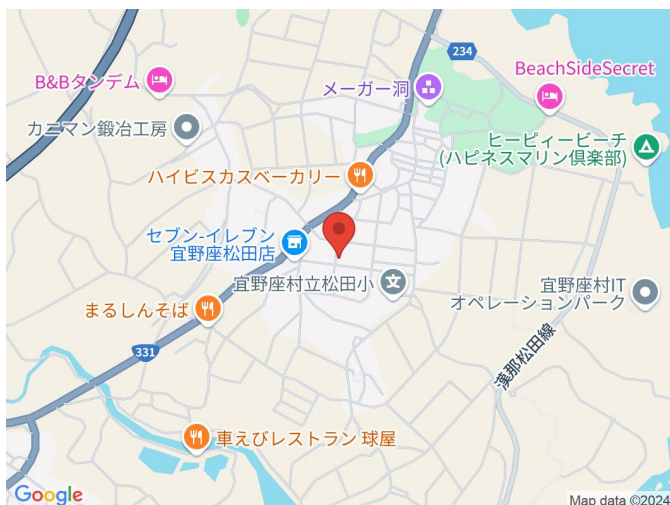 234
BeachSideSecret
B&Bタンデム
メーガー洞
カニマン鍛冶工房
ヒーピィービーチ
(ハピネスマリン倶楽部)
ハイビスカスベーカリー
セブン-イレブン
宜野座松田店
宜野座村立松田小
宜野座村IT
オペレーションパーク
まるしんそば
331
漢那松田線
車えびレストラン 球屋
Google
Map data ©2024